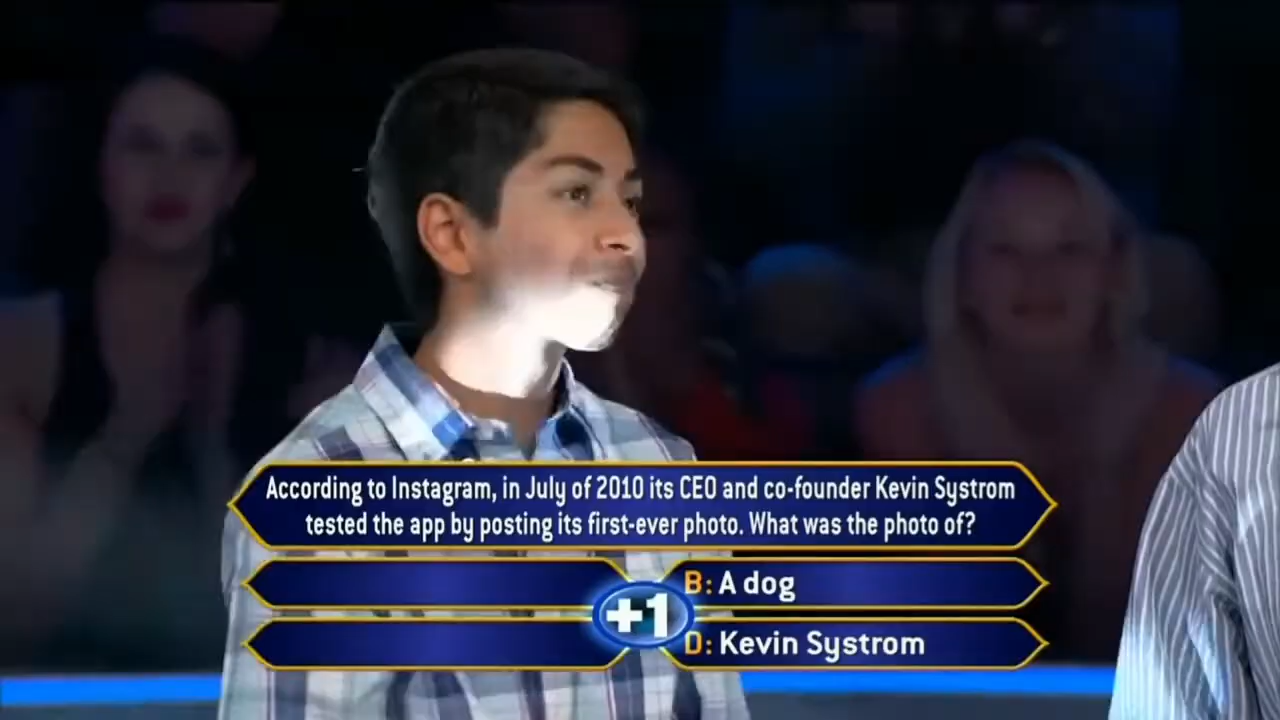 According to Instagram, in July of 2010 its CEO and co-founder Kevin Systrom
tested the app by posting its first-ever photo. What was the photo of?
B: A dog
+1
D: Kevin Systrom